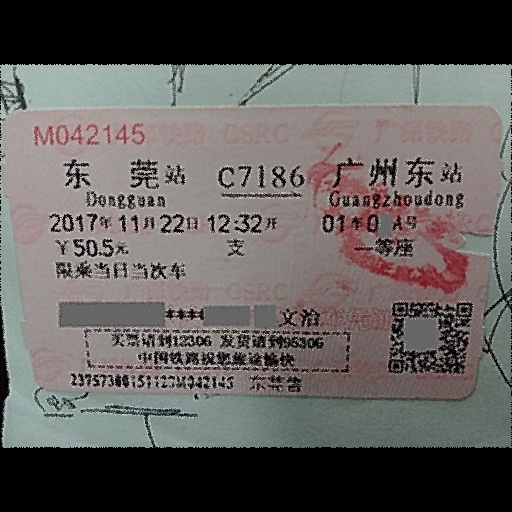 M042145
东莞站 C7186 广州东站
Dongguan Guangzhoudong
2017年11月22日12:32开 01车0 A号
￥50.5元 支 一等座
限乘当日当次车
**** 文治
买票请到12306 发货请到95306
中国铁路祝您旅途愉快
M042145 东莞售